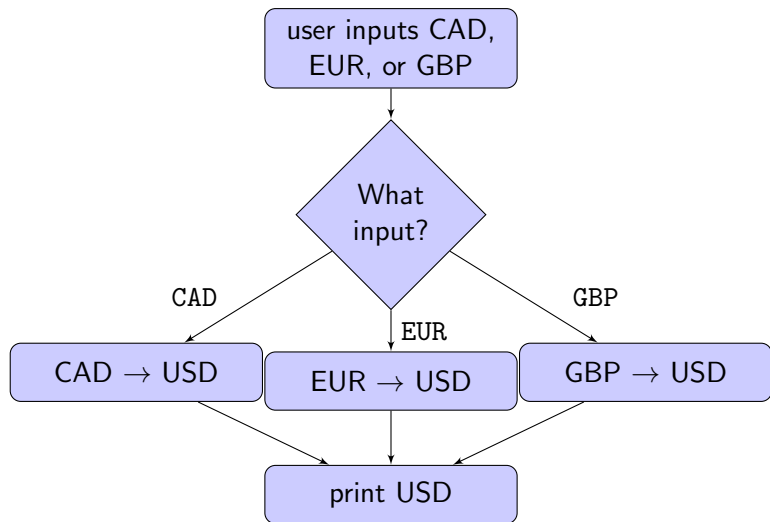 user inputs CAD,
EUR, or GBP
What
input?
CAD
GBP
EUR
CAD → USD
EUR → USD
GBP → USD
print USD